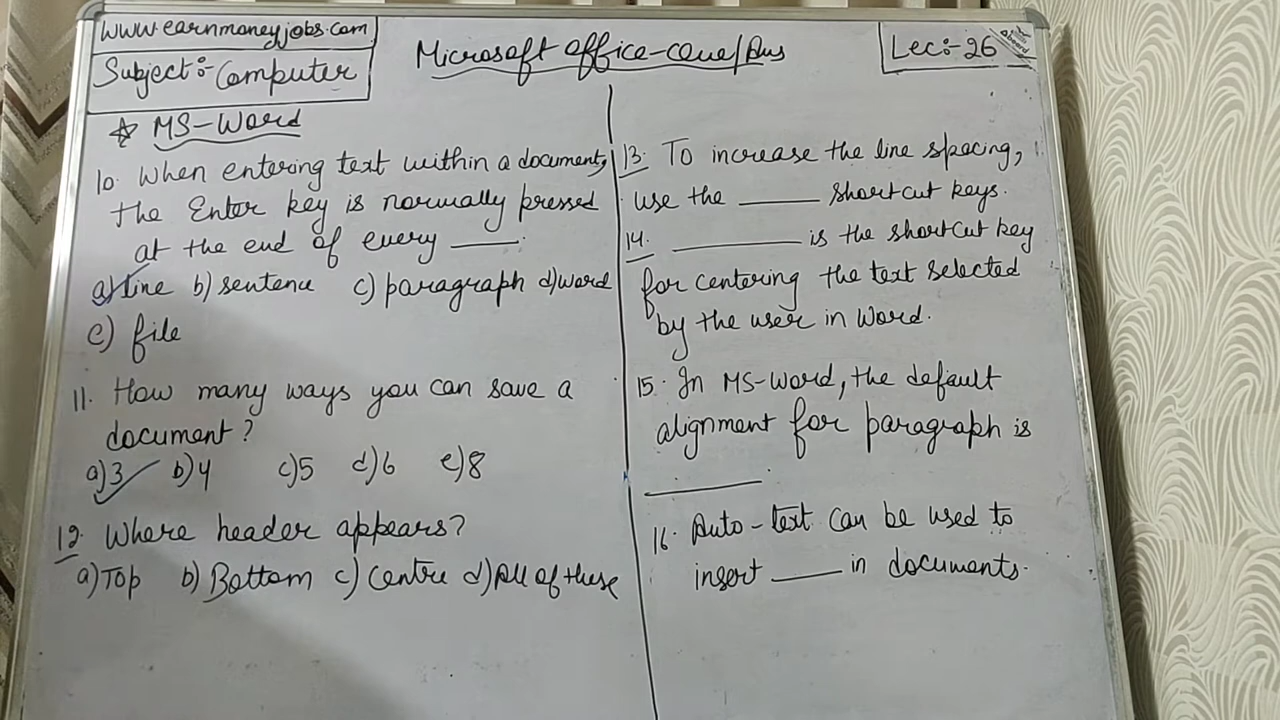 www.earnmoneyjobs.com
Subject:- Computer
Microsoft office-
Lec:- 26
MS-Word
10. When entering text within a document,
the Enter key is normally pressed
at the end of every ____.
a) line b) sentence c) paragraph d) word
e) file
11. How many ways you can save a
document?
a) 3 b) 4 c) 5 d) 6 e) 8
12. Where header appears?
a) Top b) Bottom c) Centre d) All of these
13. To increase the line spacing,
use the ____ shortcut keys.
14. ____ is the shortcut key
for centering the text selected
by the user in Word.
15. In MS-Word, the default
alignment for paragraph is
____
16. Auto-text can be used to
insert ____ in documents.